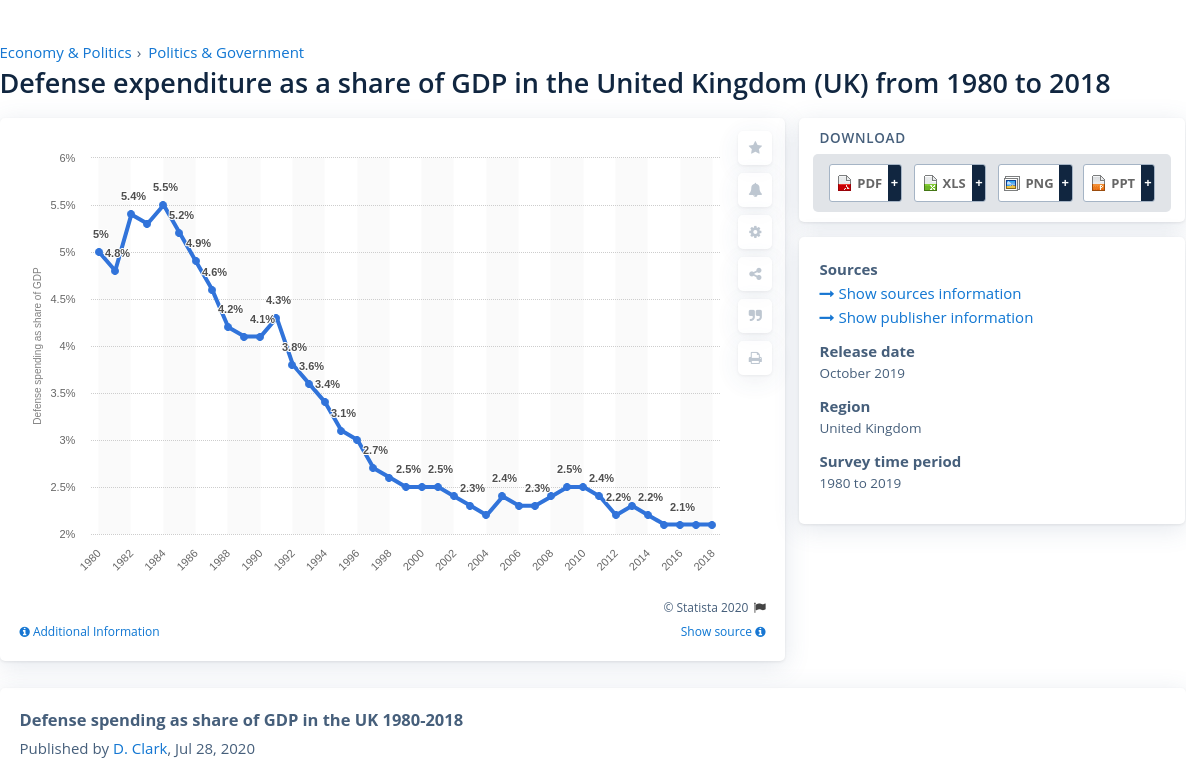 Economy & Politics › Politics & Government
Defense expenditure as a share of GDP in the United Kingdom (UK) from 1980 to 2018
Defense spending as share of GDP
6%
5.5%
5%
4.5%
4%
3.5%
3%
2.5%
2%
5%
4.8%
5.4%
5.5%
5.2%
4.9%
4.6%
4.2%
4.1%
4.3%
3.8%
3.6%
3.4%
3.1%
2.7%
2.5%
2.5%
2.3%
2.4%
2.3%
2.5%
2.4%
2.2%
2.2%
2.1%
1980
1982
1984
1986
1988
1990
1992
1994
1996
1998
2000
2002
2004
2006
2008
2010
2012
2014
2016
2018
© Statista 2020
Additional Information
Show source
DOWNLOAD
PDF + XLS + PNG + PPT +
Sources
Show sources information
Show publisher information
Release date
October 2019
Region
United Kingdom
Survey time period
1980 to 2019
Defense spending as share of GDP in the UK 1980-2018
Published by D. Clark, Jul 28, 2020